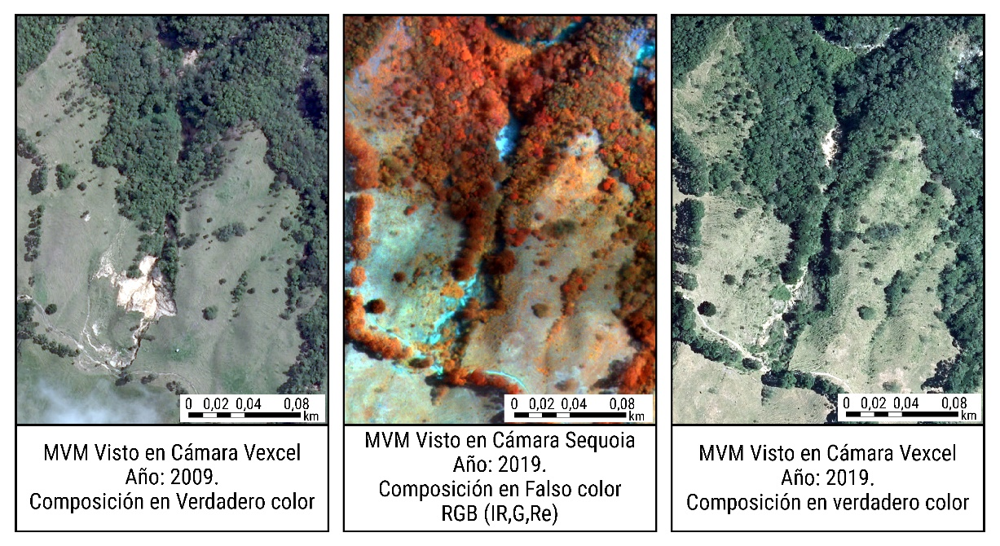 0 0,02 0,04 0,08
km
MVM Visto en Cámara Vexcel
Año: 2009.
Composición en Verdadero color
0 0,02 0,04 0,08
km
MVM Visto en Cámara Sequoia
Año: 2019.
Composición en Falso color
RGB (IR,G,Re)
0 0,02 0,04 0,08
km
MVM Visto en Cámara Vexcel
Año: 2019.
Composición en verdadero color